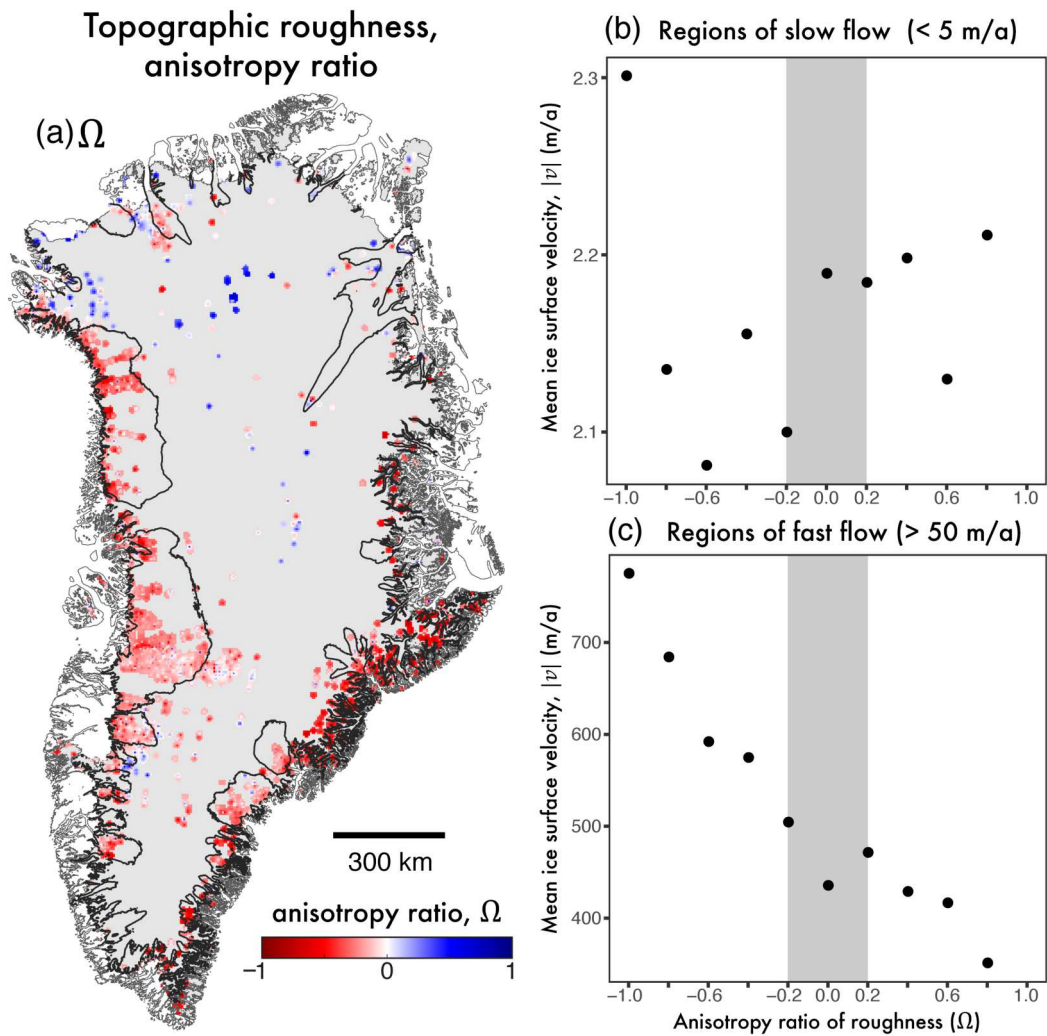 Topographic roughness,
anisotropy ratio
(a) Ω
300 km
anisotropy ratio, Ω
−1 0 1
(b) Regions of slow flow (< 5 m/a)
Mean ice surface velocity, |v| (m/a)
2.3
2.2
2.1
−1.0 −0.6 −0.2 0.0 0.2 0.6 1.0
(c) Regions of fast flow (> 50 m/a)
Mean ice surface velocity, |v| (m/a)
700
600
500
400
−1.0 −0.6 −0.2 0.0 0.2 0.6 1.0
Anisotropy ratio of roughness (Ω)